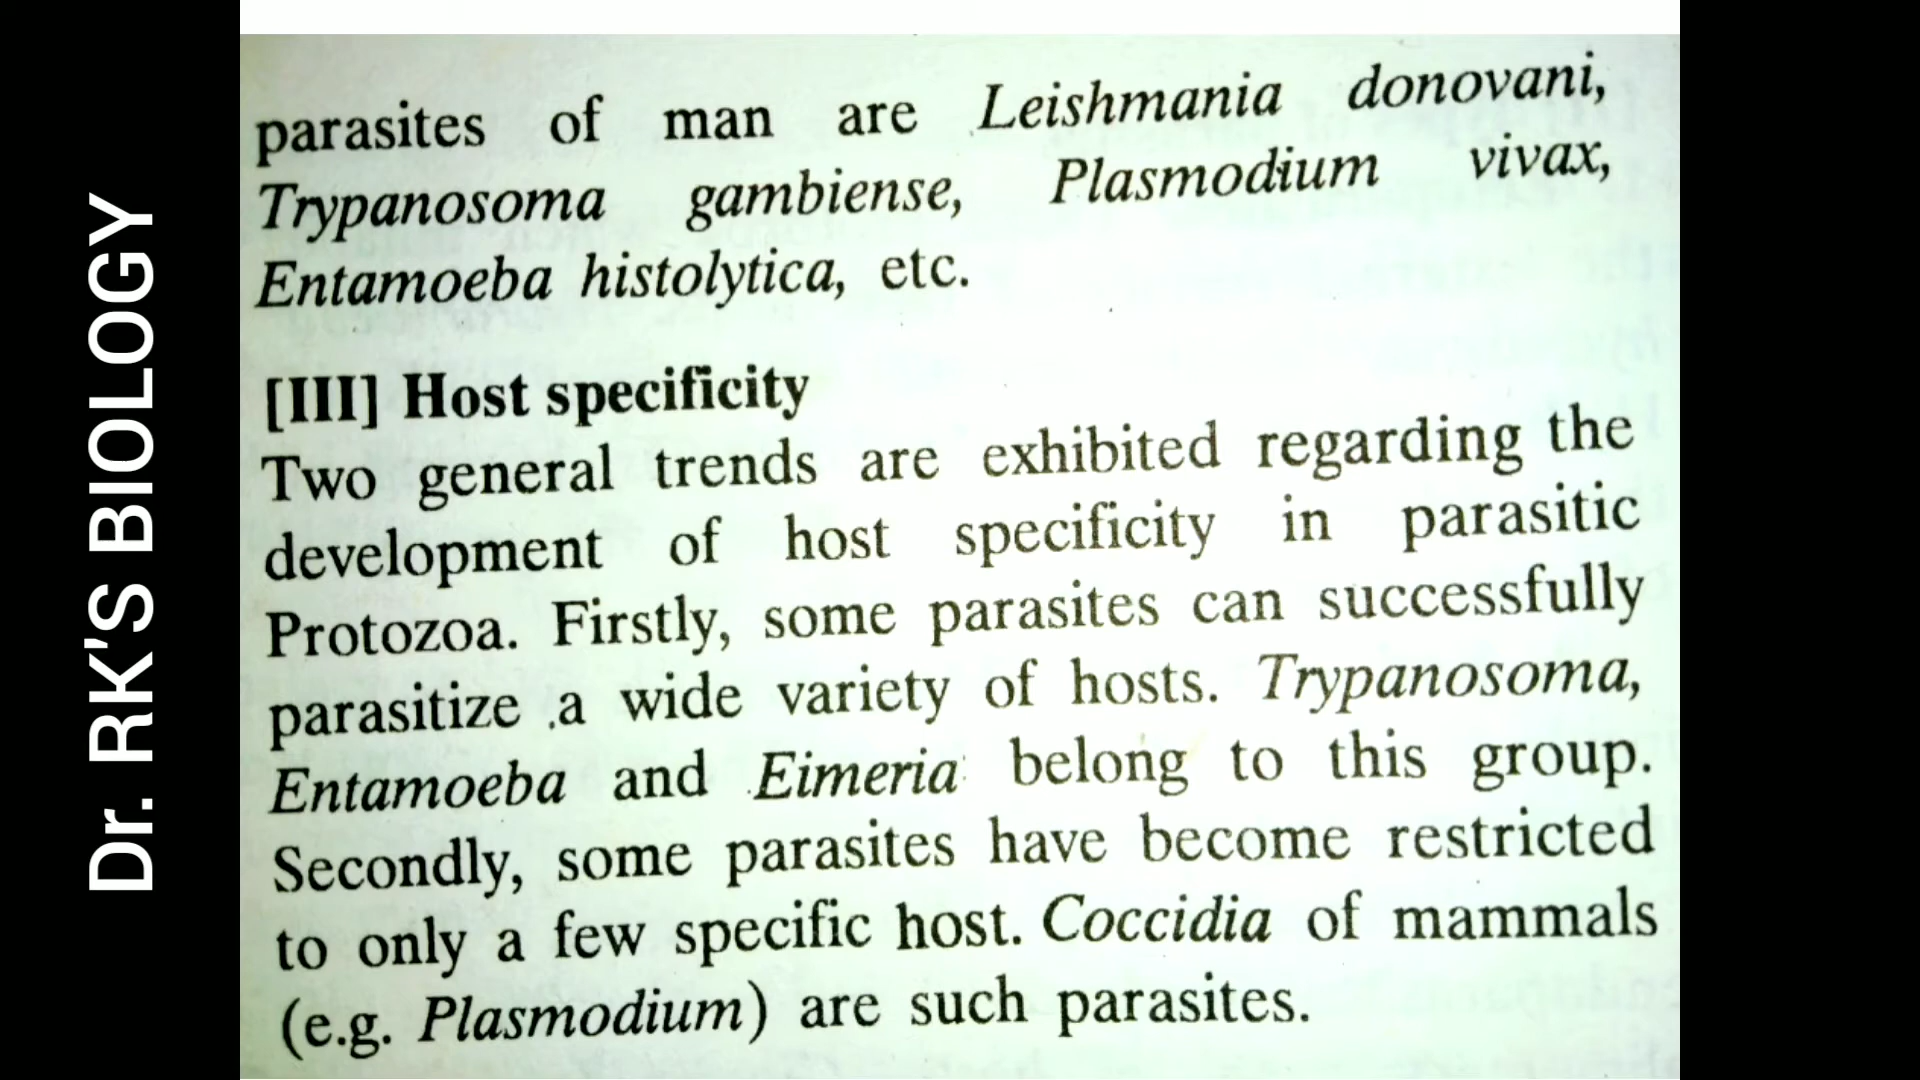 Dr. RK'S BIOLOGY
parasites of man are Leishmania donovani,
Trypanosoma gambiense, Plasmodium vivax,
Entamoeba histolytica, etc.
[III] Host specificity
Two general trends are exhibited regarding the
development of host specificity in parasitic
Protozoa. Firstly, some parasites can successfully
parasitize a wide variety of hosts. Trypanosoma,
Entamoeba and Eimeria belong to this group.
Secondly, some parasites have become restricted
to only a few specific host. Coccidia of mammals
(e.g. Plasmodium) are such parasites.